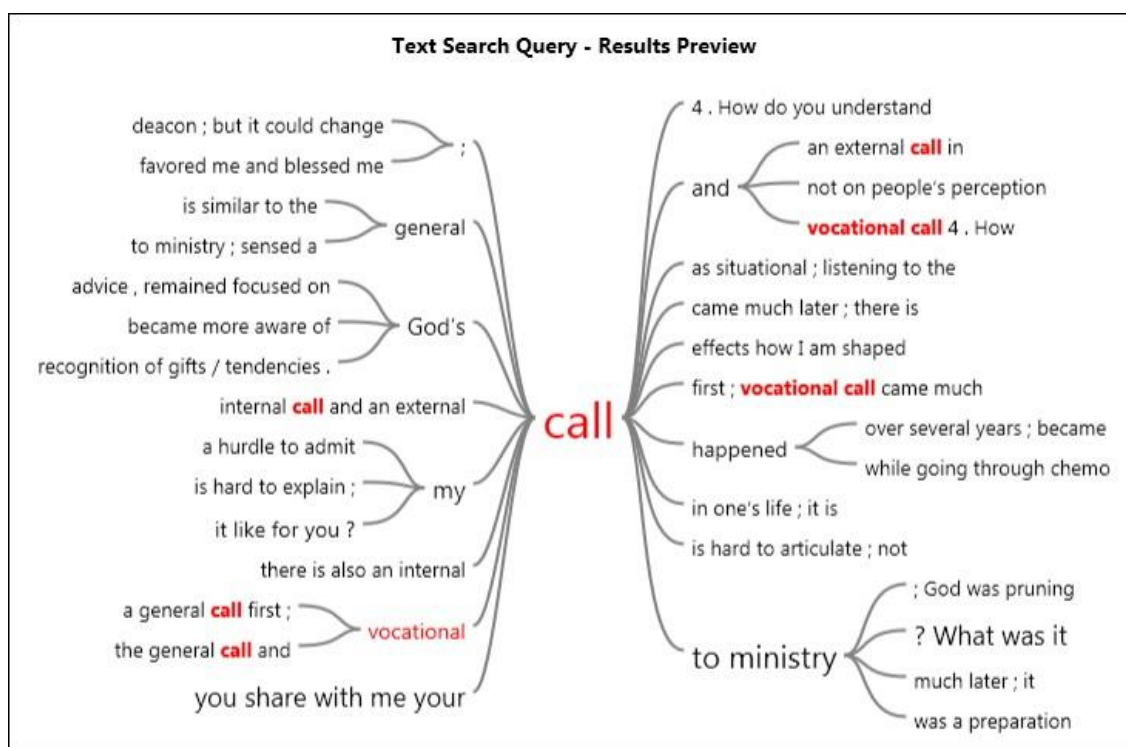 Text Search Query - Results Preview
deacon ; but it could change
favored me and blessed me
;
is similar to the
to ministry ; sensed a
general
advice , remained focused on
became more aware of
recognition of gifts / tendencies .
God's
internal call and an external
a hurdle to admit
is hard to explain ;
it like for you ?
my
there is also an internal
a general call first ;
the general call and
vocational
you share with me your
call
4 . How do you understand
and
an external call in
not on people's perception
vocational call 4 . How
as situational ; listening to the
came much later ; there is
effects how I am shaped
first ; vocational call came much
happened
over several years ; became
while going through chemo
in one's life ; it is
is hard to articulate ; not
to ministry
; God was pruning
? What was it
much later ; it
was a preparation